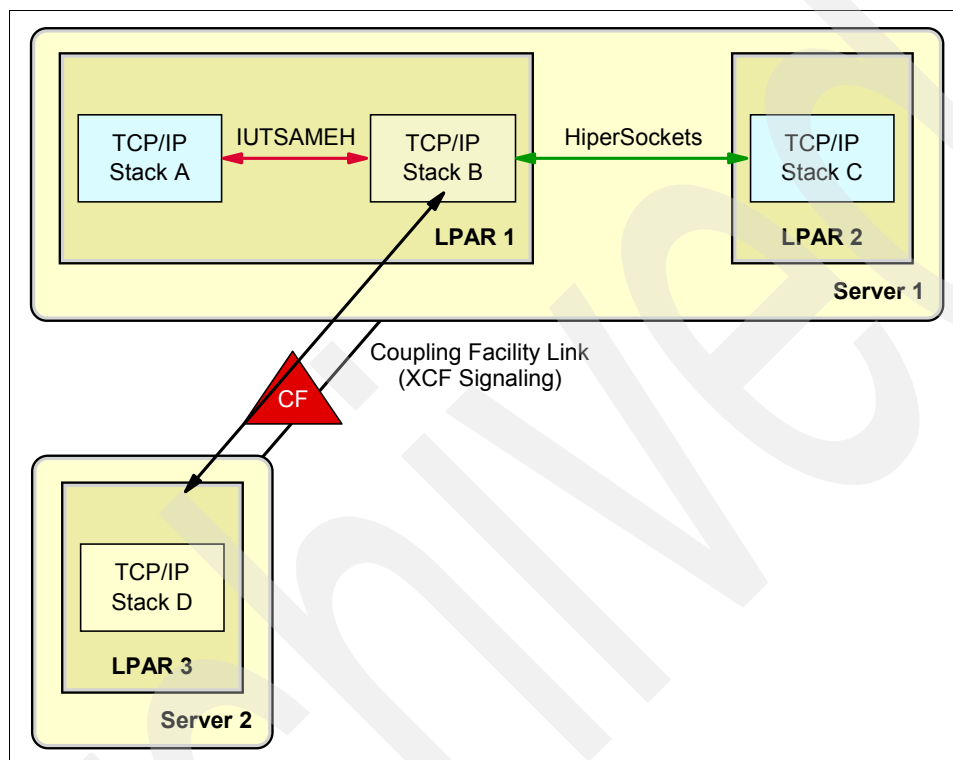 TCP/IP
Stack A
IUTSAMEH
TCP/IP
Stack B
HiperSockets
TCP/IP
Stack C
LPAR 1
LPAR 2
Server 1
Coupling Facility Link
(XCF Signaling)
CF
TCP/IP
Stack D
LPAR 3
Server 2